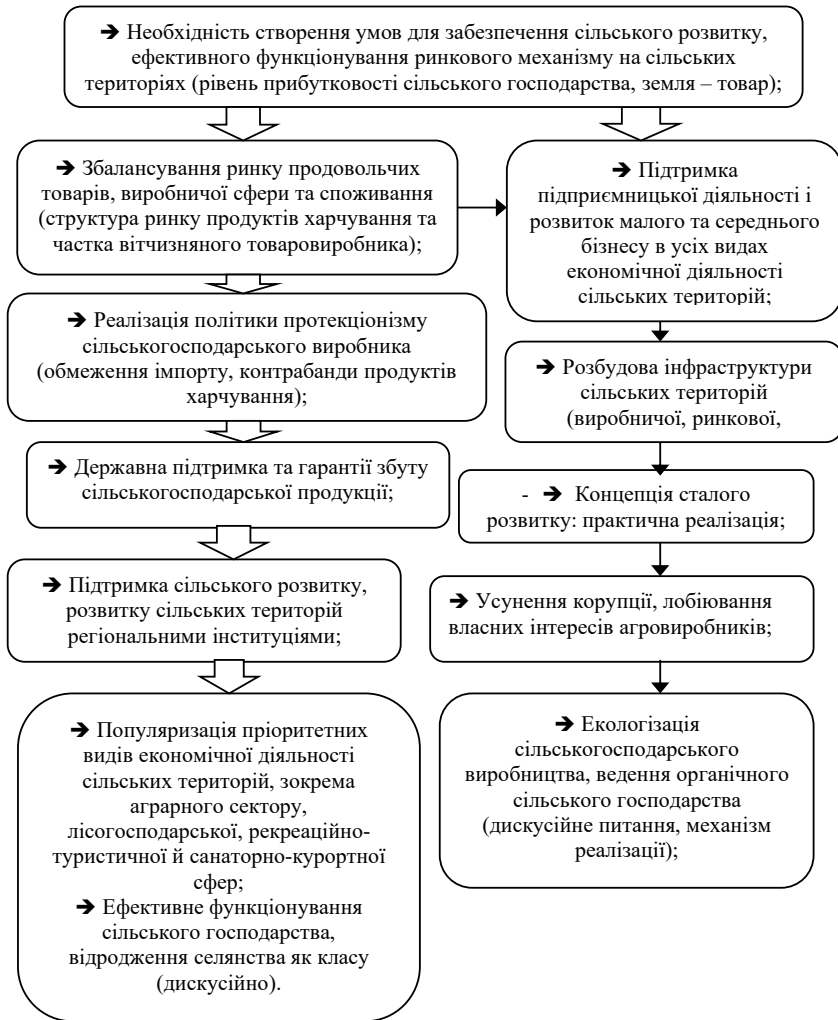 ➔ Необхідність створення умов для забезпечення сільського розвитку,
ефективного функціонування ринкового механізму на сільських
територіях (рівень прибутковості сільського господарства, земля – товар);
➔ Збалансування ринку продовольчих
товарів, виробничої сфери та споживання
(структура ринку продуктів харчування та
частка вітчизняного товаровиробника);
➔ Реалізація політики протекціонізму
сільськогосподарського виробника
(обмеження імпорту, контрабанди продуктів
харчування);
➔ Державна підтримка та гарантії збуту
сільськогосподарської продукції;
➔ Підтримка сільського розвитку,
розвитку сільських територій
регіональними інституціями;
➔ Популяризація пріоритетних
видів економічної діяльності
сільських територій, зокрема
аграрного сектору,
лісогосподарської, рекреаційно-
туристичної й санаторно-курортної
сфер;
➔ Ефективне функціонування
сільського господарства,
відродження селянства як класу
(дискусійно).
➔ Підтримка
підприємницької діяльності і
розвиток малого та середнього
бізнесу в усіх видах
економічної діяльності
сільських територій;
➔ Розбудова інфраструктури
сільських територій
(виробничої, ринкової,
- ➔ Концепція сталого
розвитку: практична реалізація;
➔ Усунення корупції, лобіювання
власних інтересів агровиробників;
➔ Екологізація
сільськогосподарського
виробництва, ведення органічного
сільського господарства
(дискусійне питання, механізм
реалізації);